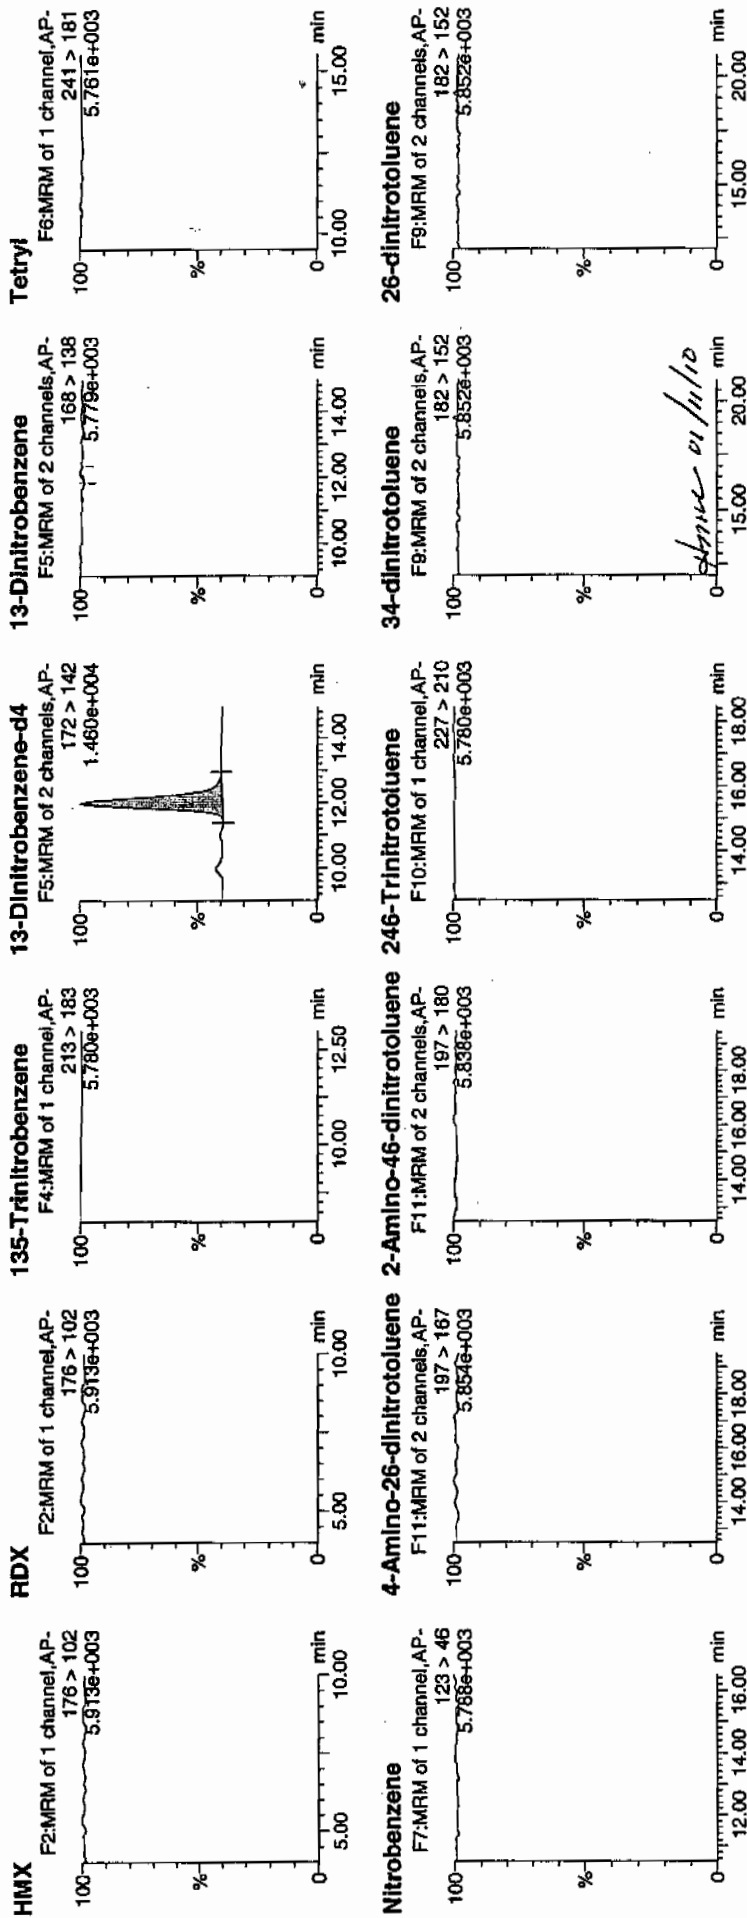 HMX
F2:MRM of 1 channel,AP-
176 > 102
5.913e+003
100
%
0
5.00
10.00
min
RDX
F2:MRM of 1 channel,AP-
176 > 102
5.913e+003
100
%
0
5.00
10.00
min
135-Trinitrobenzene
F4:MRM of 1 channel,AP-
213 > 183
5.780e+003
100
%
0
10.00
12.50
min
13-Dinitrobenzene-d4
F5:MRM of 2 channels,AP-
172 > 142
1.460e+004
100
%
0
10.00
12.00
14.00
min
13-Dinitrobenzene
F5:MRM of 2 channels,AP-
168 > 138
5.779e+003
100
%
0
10.00
12.00
14.00
min
Tetryl
F6:MRM of 1 channel,AP-
241 > 181
5.761e+003
100
%
0
10.00
15.00
min
Nitrobenzene
F7:MRM of 1 channel,AP-
123 > 46
5.788e+003
100
%
0
12.00
14.00
16.00
min
4-Amino-26-dinitrotoluene
F11:MRM of 2 channels,AP-
197 > 167
5.854e+003
100
%
0
14.00
16.00
18.00
min
2-Amino-46-dinitrotoluene
F11:MRM of 2 channels,AP-
197 > 180
5.838e+003
100
%
0
14.00
16.00
18.00
min
246-Trinitrotoluene
F10:MRM of 1 channel,AP-
227 > 210
5.780e+003
100
%
0
14.00
16.00
18.00
min
34-dinitrotoluene
F9:MRM of 2 channels,AP-
182 > 152
5.852e+003
100
%
0
15.00
20.00
min
01/11/10
26-dinitrotoluene
F9:MRM of 2 channels,AP-
182 > 152
5.852e+003
100
%
0
15.00
20.00
min